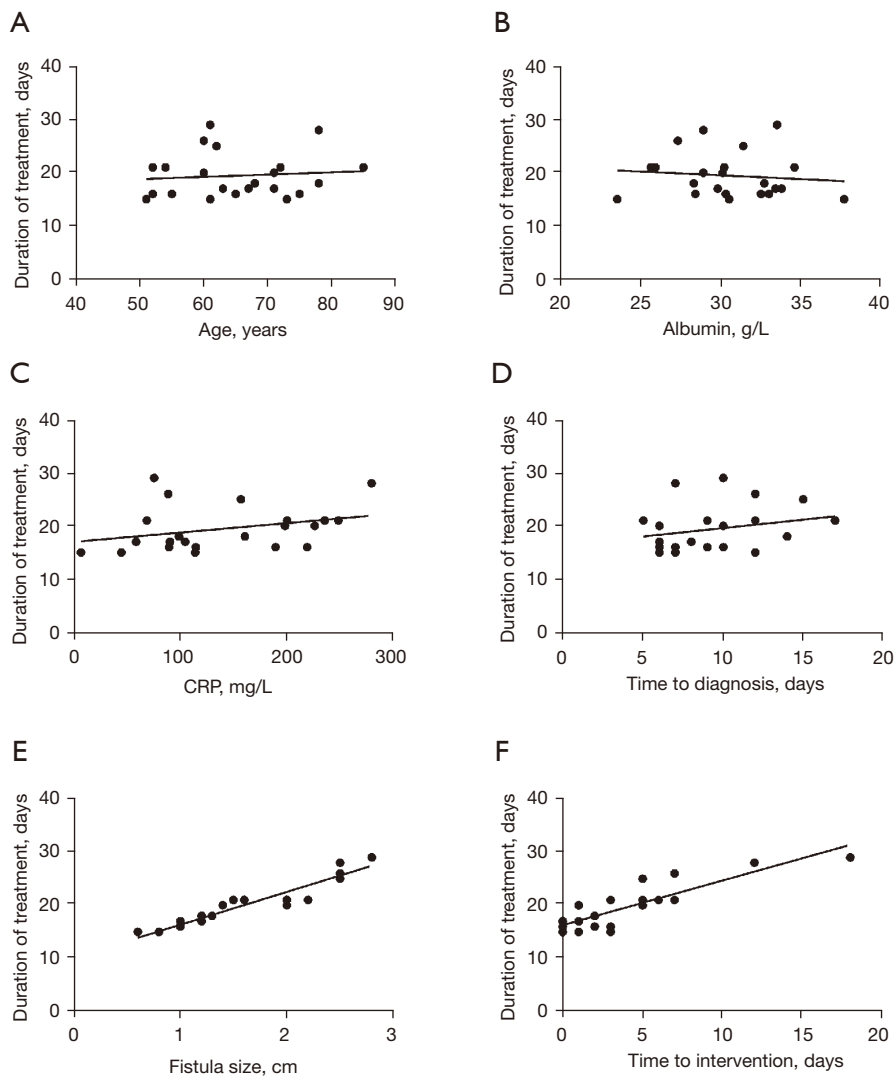 A
Duration of treatment, days
40
30
20
10
0
40 50 60 70 80 90
Age, years
B
Duration of treatment, days
40
30
20
10
0
20 25 30 35 40
Albumin, g/L
C
Duration of treatment, days
40
30
20
10
0
0 100 200 300
CRP, mg/L
D
Duration of treatment, days
40
30
20
10
0
0 5 10 15 20
Time to diagnosis, days
E
Duration of treatment, days
40
30
20
10
0
0 1 2 3
Fistula size, cm
F
Duration of treatment, days
40
30
20
10
0
0 5 10 15 20
Time to intervention, days